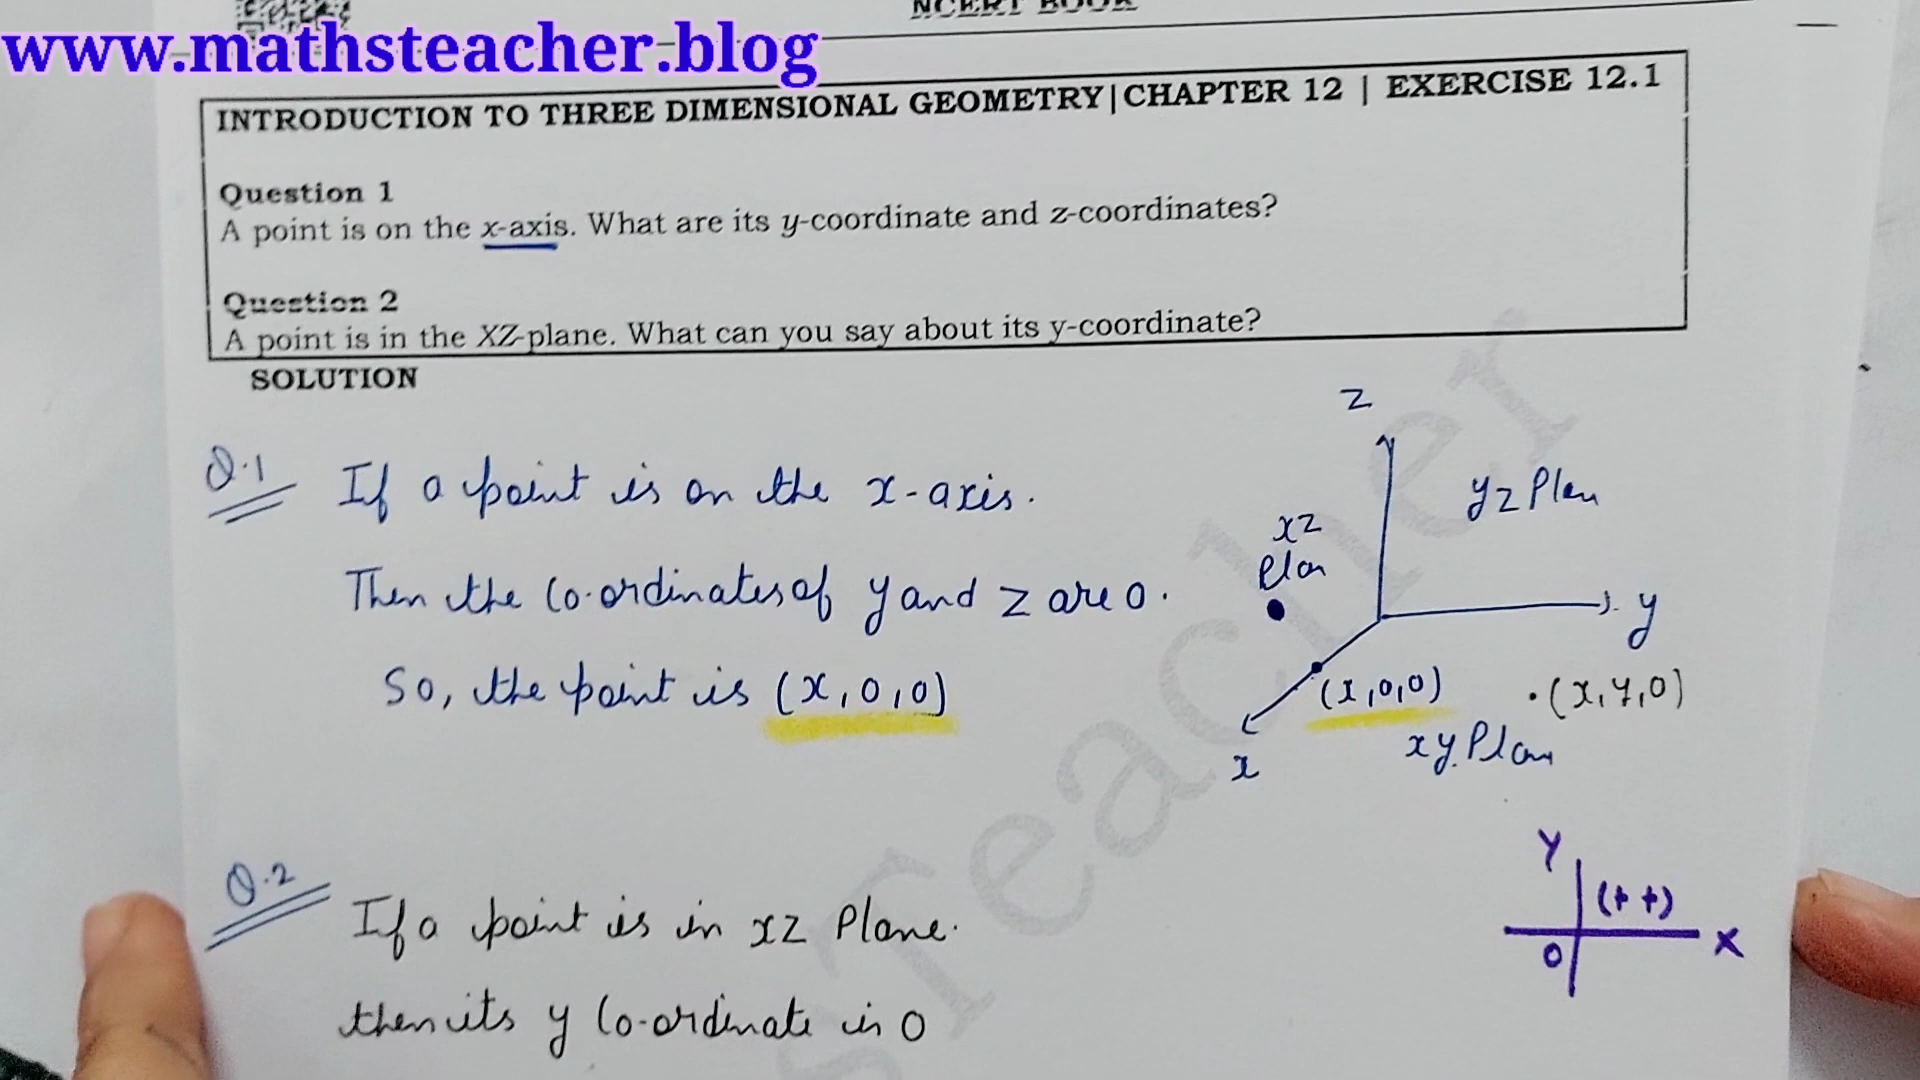 NCERT BOOK
www.mathsteacher.blog
INTRODUCTION TO THREE DIMENSIONAL GEOMETRY|CHAPTER 12 | EXERCISE 12.1
Question 1
A point is on the x-axis. What are its y-coordinate and z-coordinates?
Question 2
A point is in the XZ-plane. What can you say about its y-coordinate?
SOLUTION
Q.1 If a point is on the x-axis.
Then the Co-ordinates of y and z are 0.
So, the point is (x,0,0)
z
yz Plan
xz
Plan
y
(x,0,0)
.(x,y,0)
xy Plan
x
Q.2 If a point is in xz Plane.
then its y Co-ordinate is 0
Y
(+ +)
X
O
sTeacher